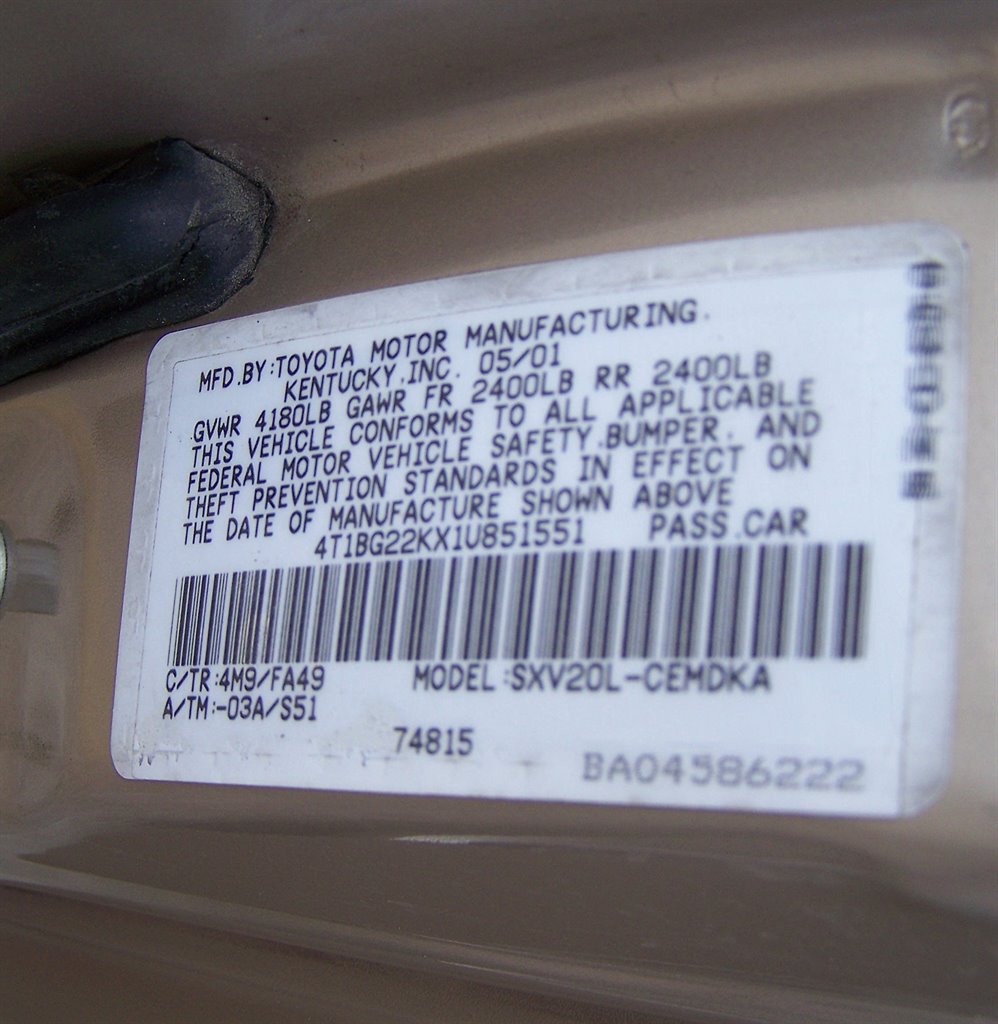 MFD.BY:TOYOTA MOTOR MANUFACTURING.
KENTUCKY,INC. 05/01
GVWR 4180LB GAWR FR 2400LB RR 2400LB
THIS VEHICLE CONFORMS TO ALL APPLICABLE
FEDERAL MOTOR VEHICLE SAFETY.BUMPER. AND
THEFT PREVENTION STANDARDS IN EFFECT ON
THE DATE OF MANUFACTURE SHOWN ABOVE
4T1BG22KX1U851551 PASS.CAR
C/TR:4M9/FA49 MODEL:SXV20L-CEMDKA
A/TM:-03A/S51
74815
BA04586222